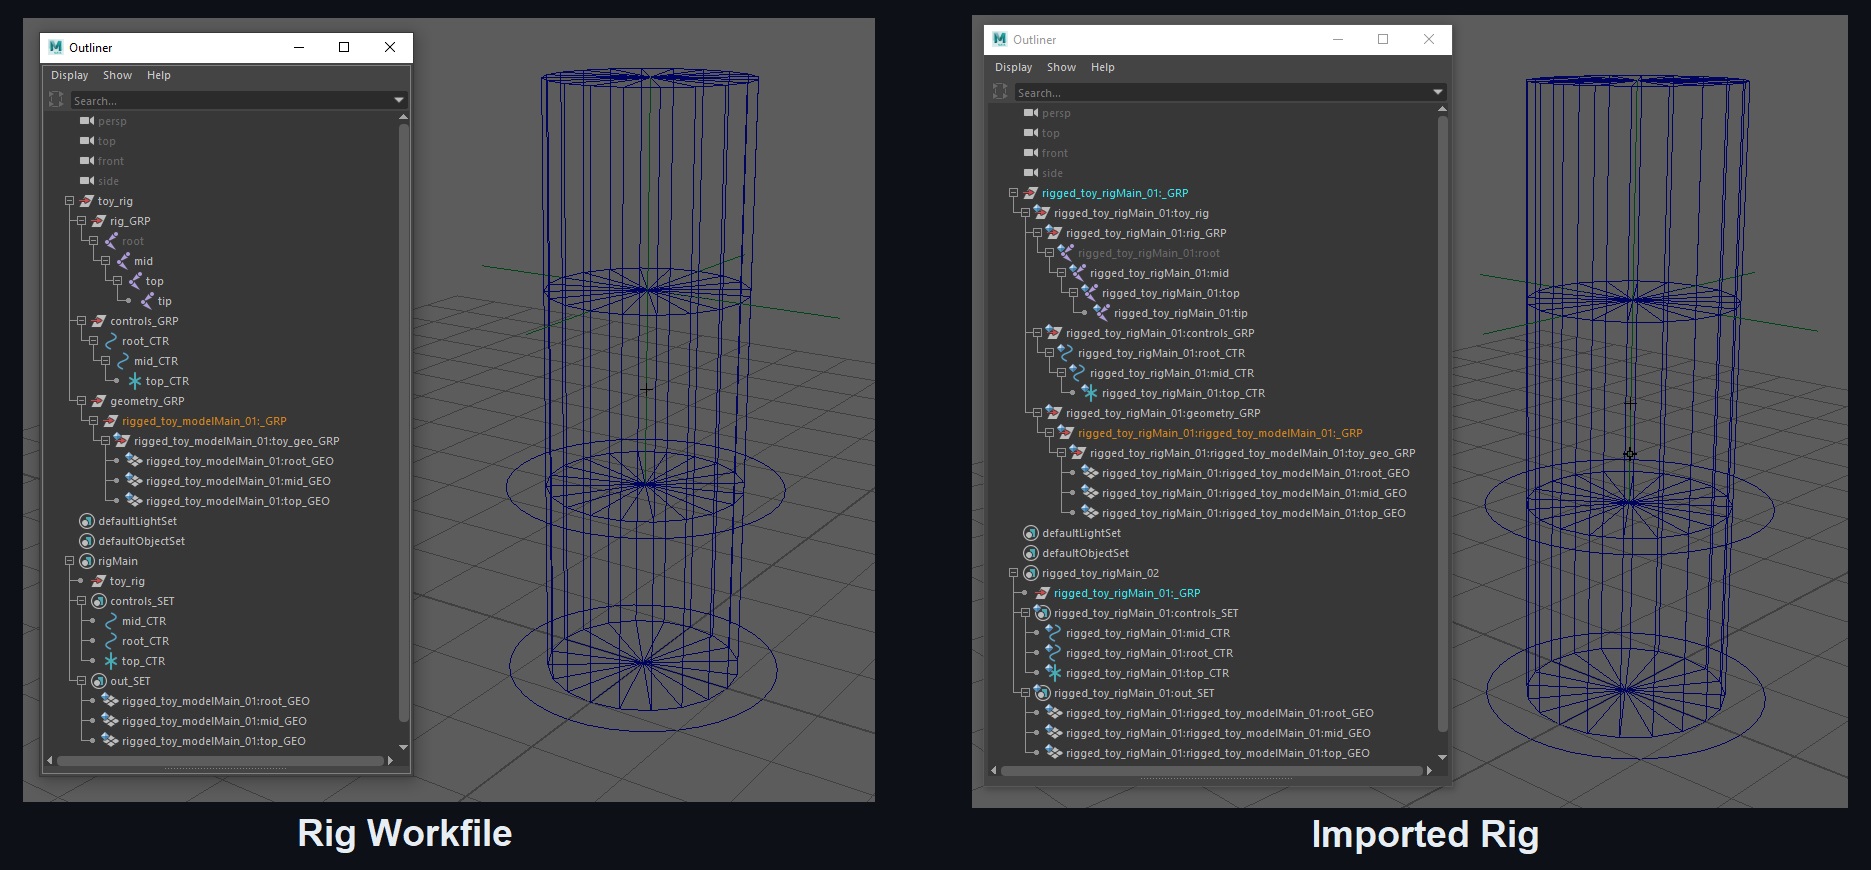 Outliner
Display Show Help
Search...
persp
top
front
side
toy_rig
rig_GRP
root
mid
top
tip
controls_GRP
root_CTR
mid_CTR
top_CTR
geometry_GRP
rigged_toy_modelMain_01:_GRP
rigged_toy_modelMain_01:toy_geo_GRP
rigged_toy_modelMain_01:root_GEO
rigged_toy_modelMain_01:mid_GEO
rigged_toy_modelMain_01:top_GEO
defaultLightSet
defaultObjectSet
rigMain
toy_rig
controls_SET
mid_CTR
root_CTR
top_CTR
out_SET
rigged_toy_modelMain_01:root_GEO
rigged_toy_modelMain_01:mid_GEO
rigged_toy_modelMain_01:top_GEO
Rig Workfile
Outliner
Display Show Help
Search...
persp
top
front
side
rigged_toy_rigMain_01:_GRP
rigged_toy_rigMain_01:toy_rig
rigged_toy_rigMain_01:rig_GRP
rigged_toy_rigMain_01:root
rigged_toy_rigMain_01:mid
rigged_toy_rigMain_01:top
rigged_toy_rigMain_01:tip
rigged_toy_rigMain_01:controls_GRP
rigged_toy_rigMain_01:root_CTR
rigged_toy_rigMain_01:mid_CTR
rigged_toy_rigMain_01:top_CTR
rigged_toy_rigMain_01:geometry_GRP
rigged_toy_rigMain_01:rigged_toy_modelMain_01:_GRP
rigged_toy_rigMain_01:rigged_toy_modelMain_01:toy_geo_GRP
rigged_toy_rigMain_01:rigged_toy_modelMain_01:root_GEO
rigged_toy_rigMain_01:rigged_toy_modelMain_01:mid_GEO
rigged_toy_rigMain_01:rigged_toy_modelMain_01:top_GEO
defaultLightSet
defaultObjectSet
rigged_toy_rigMain_02
rigged_toy_rigMain_01:_GRP
rigged_toy_rigMain_01:controls_SET
rigged_toy_rigMain_01:mid_CTR
rigged_toy_rigMain_01:root_CTR
rigged_toy_rigMain_01:top_CTR
rigged_toy_rigMain_01:out_SET
rigged_toy_rigMain_01:rigged_toy_modelMain_01:root_GEO
rigged_toy_rigMain_01:rigged_toy_modelMain_01:mid_GEO
rigged_toy_rigMain_01:rigged_toy_modelMain_01:top_GEO
Imported Rig